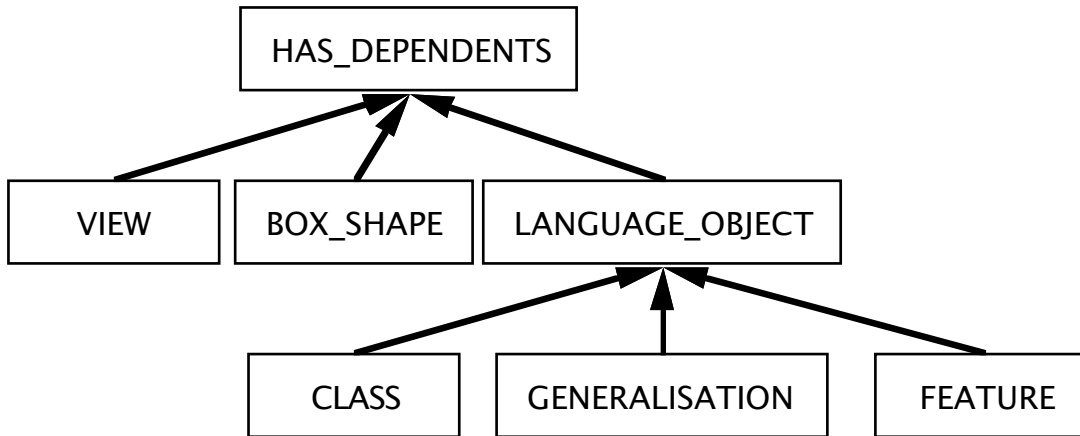 HAS_DEPENDENTS
VIEW
BOX_SHAPE
LANGUAGE_OBJECT
CLASS
GENERALISATION
FEATURE